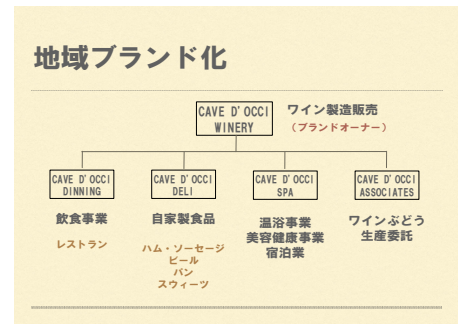 地域ブランド化
CAVE D'OCCI
WINERY
ワイン製造販売
（ブランドオーナー）
CAVE D'OCCI
DINNING
CAVE D'OCCI
DELI
CAVE D'OCCI
SPA
CAVE D'OCCI
ASSOCIATES
飲食事業
レストラン
自家製食品
ハム・ソーセージ
ビール
パン
スウィーツ
温浴事業
美容健康事業
宿泊業
ワインぶどう
生産委託